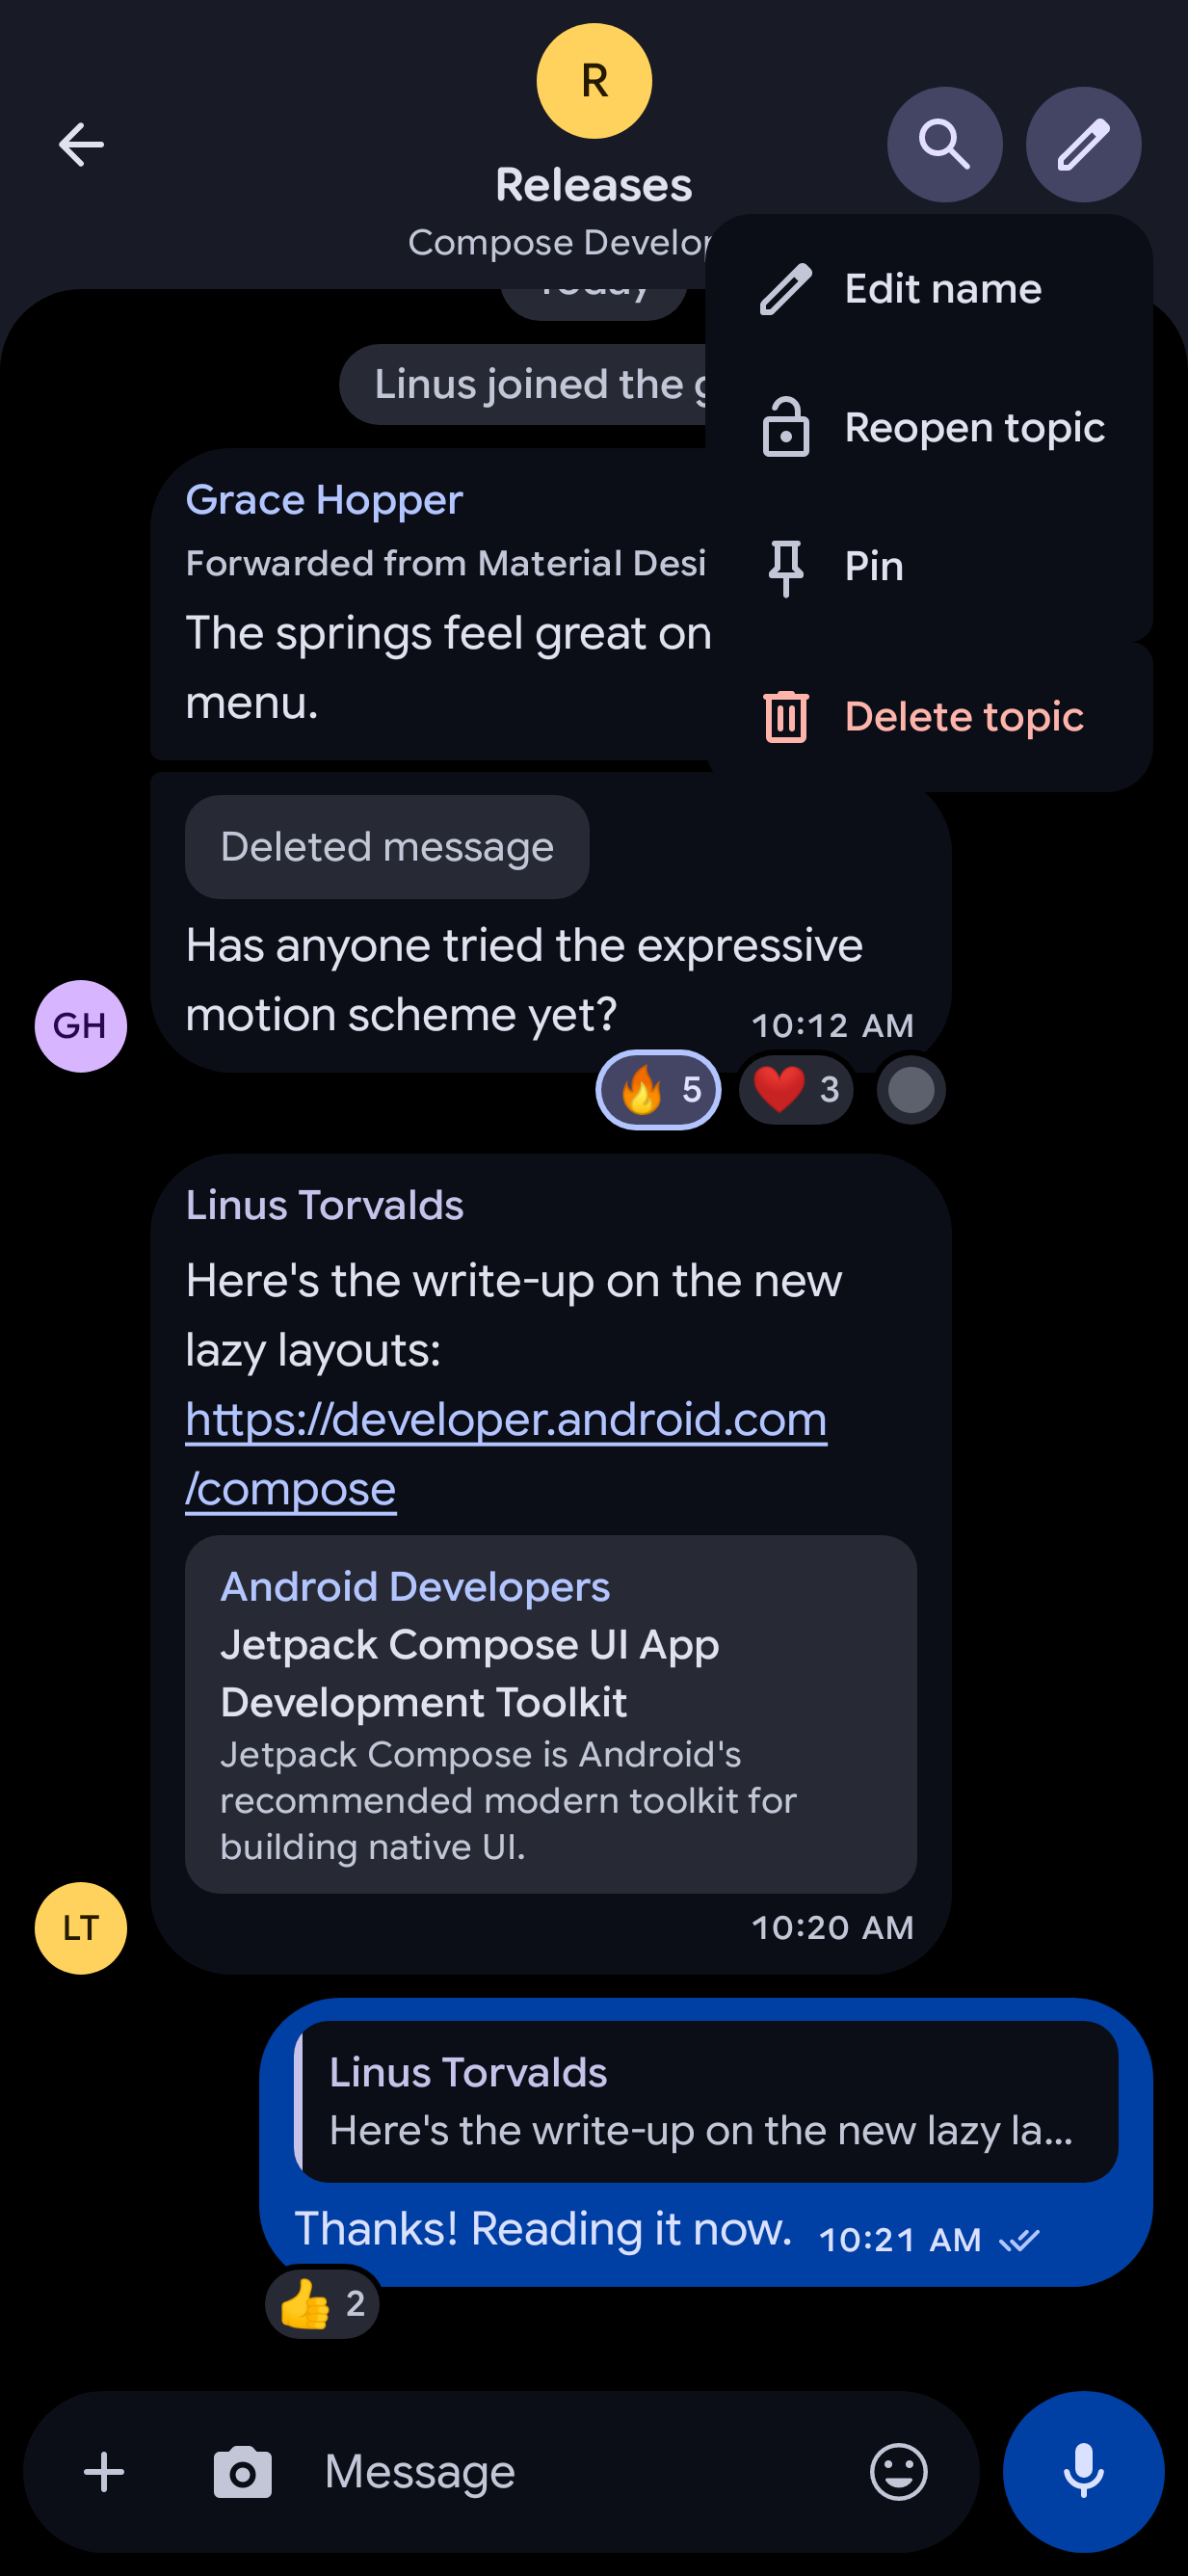 R
Releases
Compose Develop
Today
Linus joined the g
Edit name
Reopen topic
Pin
Delete topic
Grace Hopper
Forwarded from Material Desi
The springs feel great on
menu.
Deleted message
Has anyone tried the expressive
motion scheme yet?
10:12 AM
GH
🔥 5
❤️ 3
Linus Torvalds
Here's the write-up on the new
lazy layouts:
https://developer.android.com
/compose
Android Developers
Jetpack Compose UI App
Development Toolkit
Jetpack Compose is Android's
recommended modern toolkit for
building native UI.
10:20 AM
LT
Linus Torvalds
Here's the write-up on the new lazy la...
Thanks! Reading it now. 10:21 AM
👍 2
Message